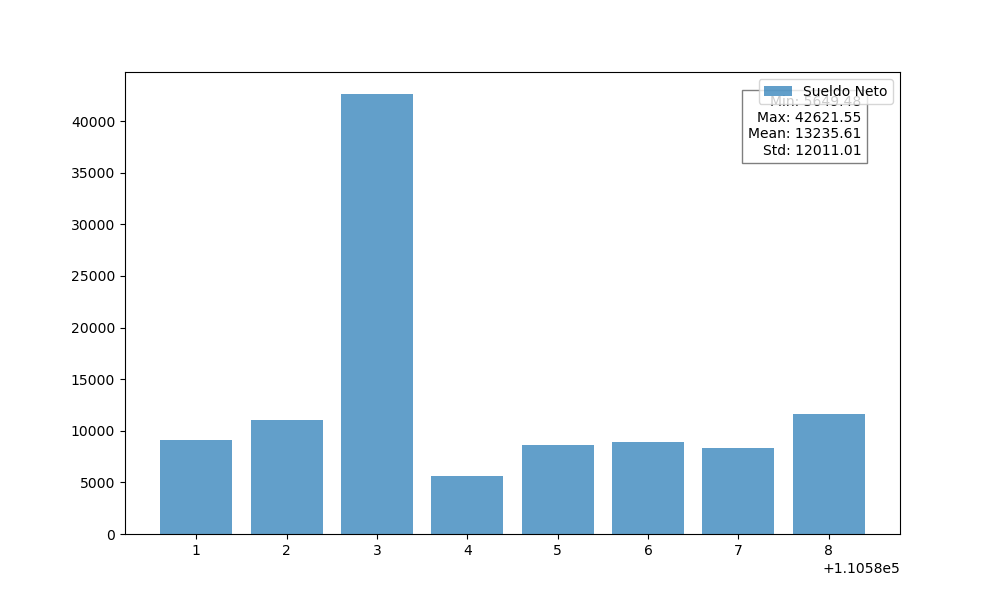 Sueldo Neto
Min: 5649.48
Max: 42621.55
Mean: 13235.61
Std: 12011.01
40000
35000
30000
25000
20000
15000
10000
5000
0
1 2 3 4 5 6 7 8
+1.1058e5